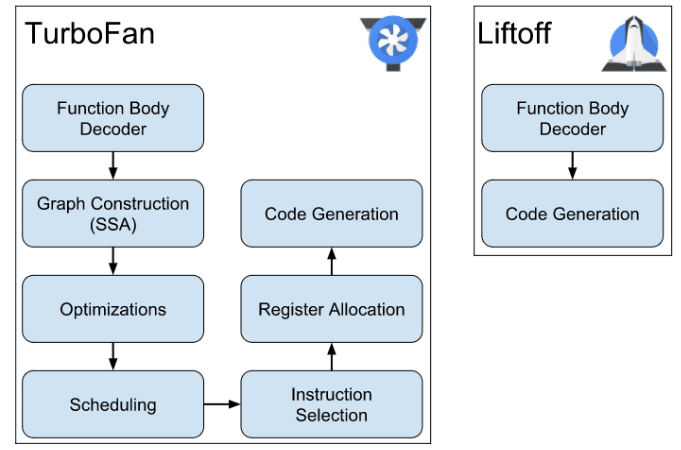 TurboFan
Function Body
Decoder
Graph Construction
(SSA)
Optimizations
Scheduling
Instruction
Selection
Register Allocation
Code Generation
Liftoff
Function Body
Decoder
Code Generation